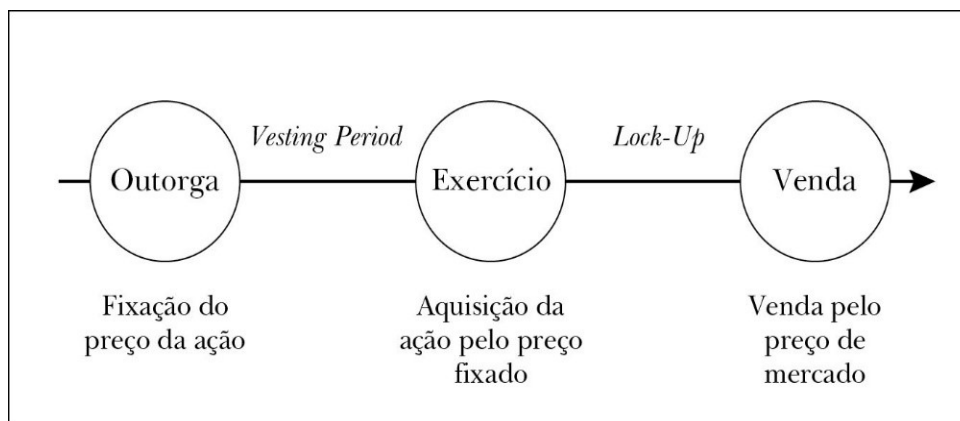 Vesting Period
Lock-Up
Outorga
Exercício
Venda
Fixação do
preço da ação
Aquisição da
ação pelo preço
fixado
Venda pelo
preço de
mercado